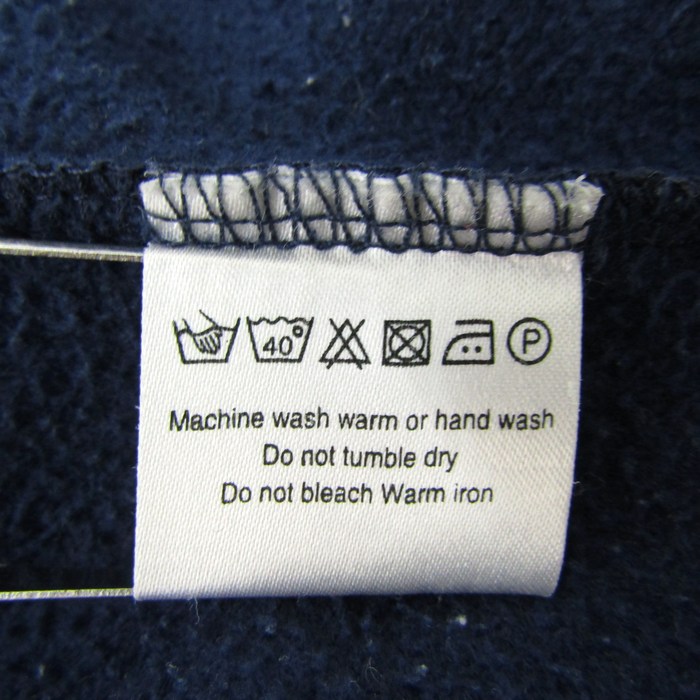 40° P
Machine wash warm or hand wash
Do not tumble dry
Do not bleach Warm iron